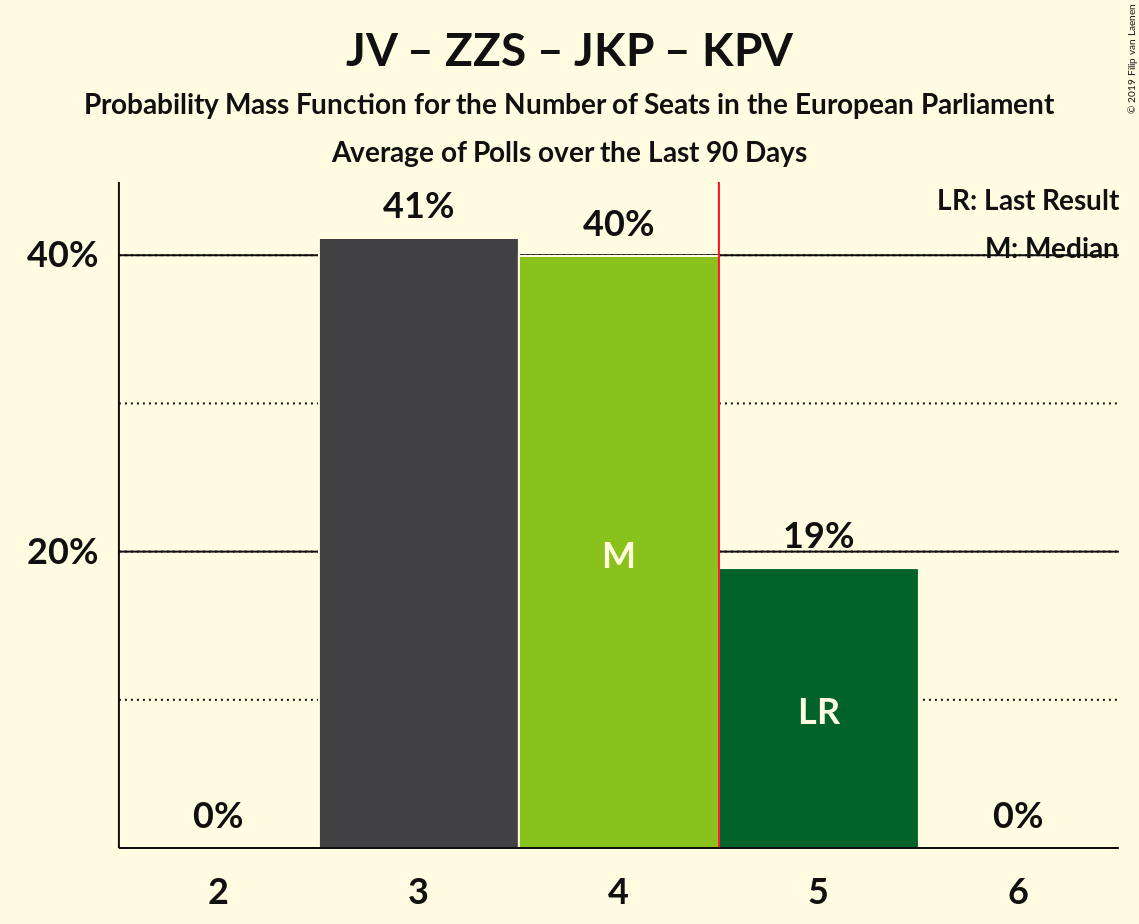 JV – ZZS – JKP – KPV
Probability Mass Function for the Number of Seats in the European Parliament
Average of Polls over the Last 90 Days
© 2019 Filip van Laenen
LR: Last Result
M: Median
41%
40%
40%
20%
19%
M
LR
0%
0%
2 3 4 5 6